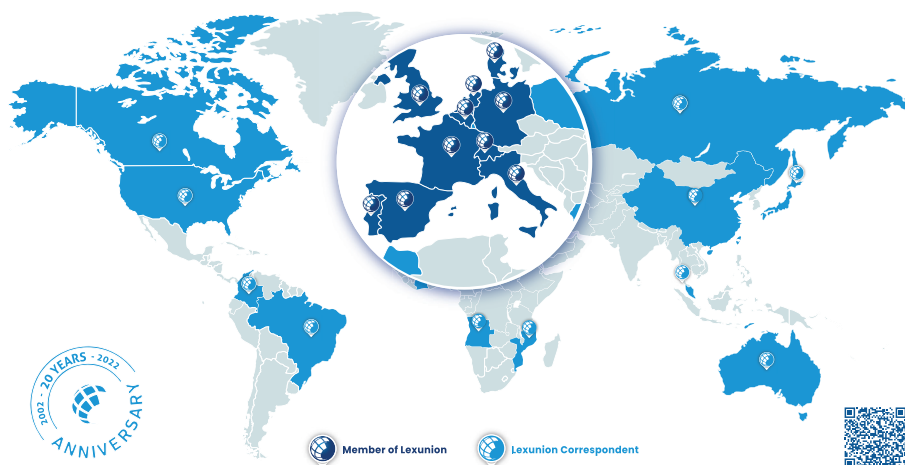 2002 - 20 YEARS - 2022
ANNIVERSARY
Member of Lexunion
Lexunion Correspondent